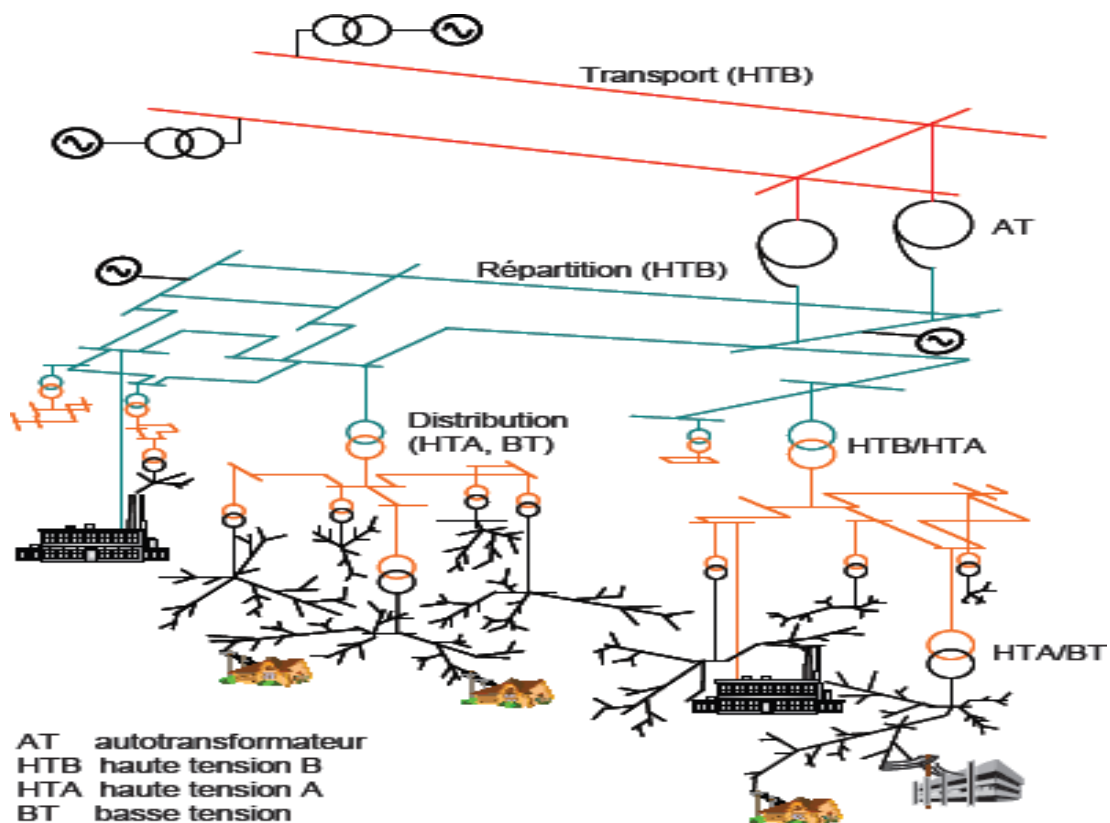 Transport (HTB)
AT
Répartition (HTB)
Distribution
(HTA, BT)
HTB/HTA
HTA/BT
AT autotransformateur
HTB haute tension B
HTA haute tension A
BT basse tension